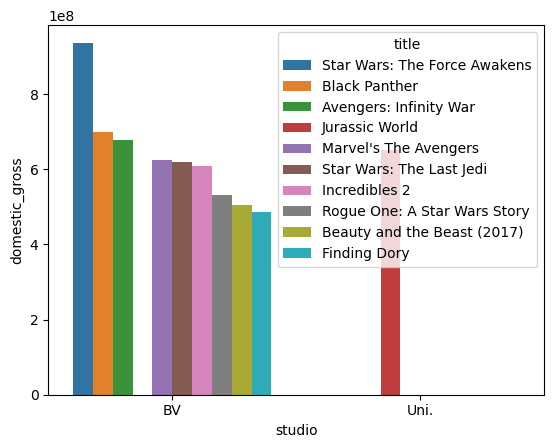 1e8
title
Star Wars: The Force Awakens
Black Panther
Avengers: Infinity War
Jurassic World
Marvel's The Avengers
Star Wars: The Last Jedi
Incredibles 2
Rogue One: A Star Wars Story
Beauty and the Beast (2017)
Finding Dory
domestic_gross
8
6
4
2
0
BV Uni.
studio